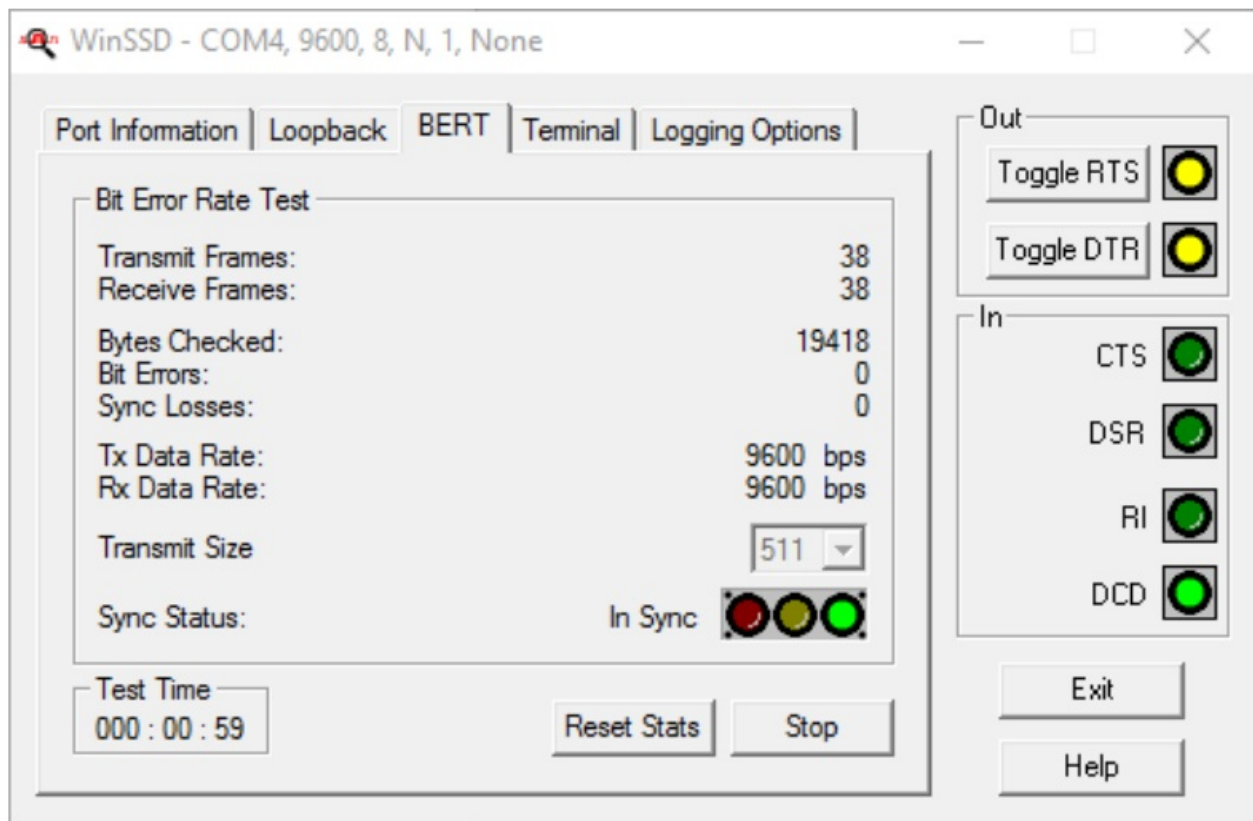 WinSSD - COM4, 9600, 8, N, 1, None
Port Information Loopback BERT Terminal Logging Options
Bit Error Rate Test
Transmit Frames: 38
Receive Frames: 38
Bytes Checked: 19418
Bit Errors: 0
Sync Losses: 0
Tx Data Rate: 9600 bps
Rx Data Rate: 9600 bps
Transmit Size 511
Sync Status: In Sync
Test Time
000 : 00 : 59
Reset Stats Stop
Out
Toggle RTS
Toggle DTR
In
CTS
DSR
RI
DCD
Exit
Help